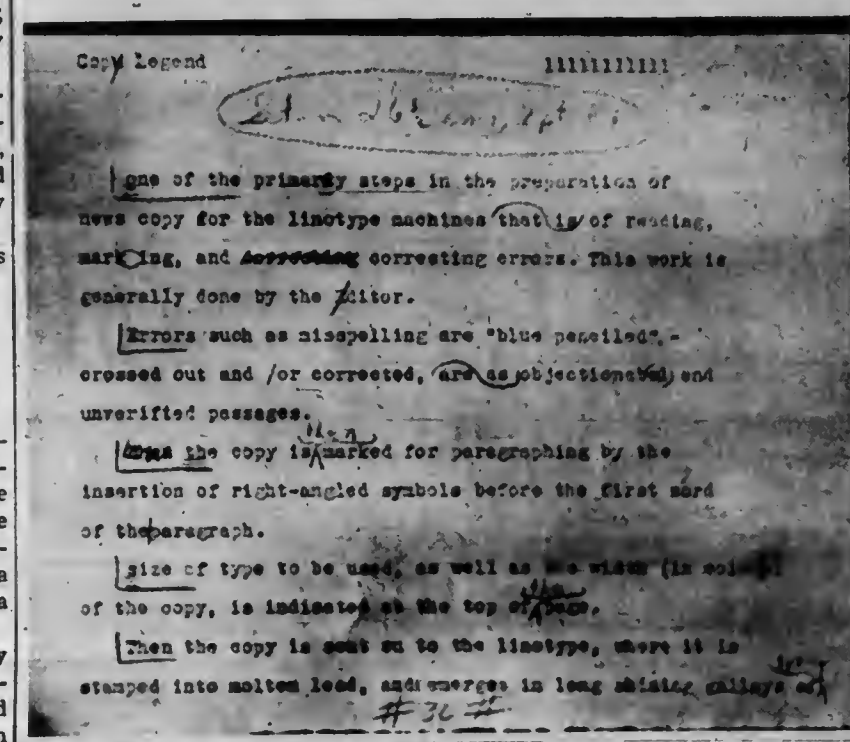 Copy Legend 11111111111
one of the primary steps in the preparation of
news copy for the linotype machines that is of reading,
marking, and correcting errors. This work is
generally done by the Editor.
Errors such as misspelling are "blue penciled",-
crossed out and /or corrected, are as objectionable and
unverified passages.
then
the copy is marked for paragraphing by the
insertion of right-angled symbols before the first word
of the paragraph.
size of type to be used, as well as the width (in
of the copy, is indicated at the top of page.
Then the copy is sent on to the linotype, where it is
stamped into molten lead, and emerges in long shining galleys
# 30 #